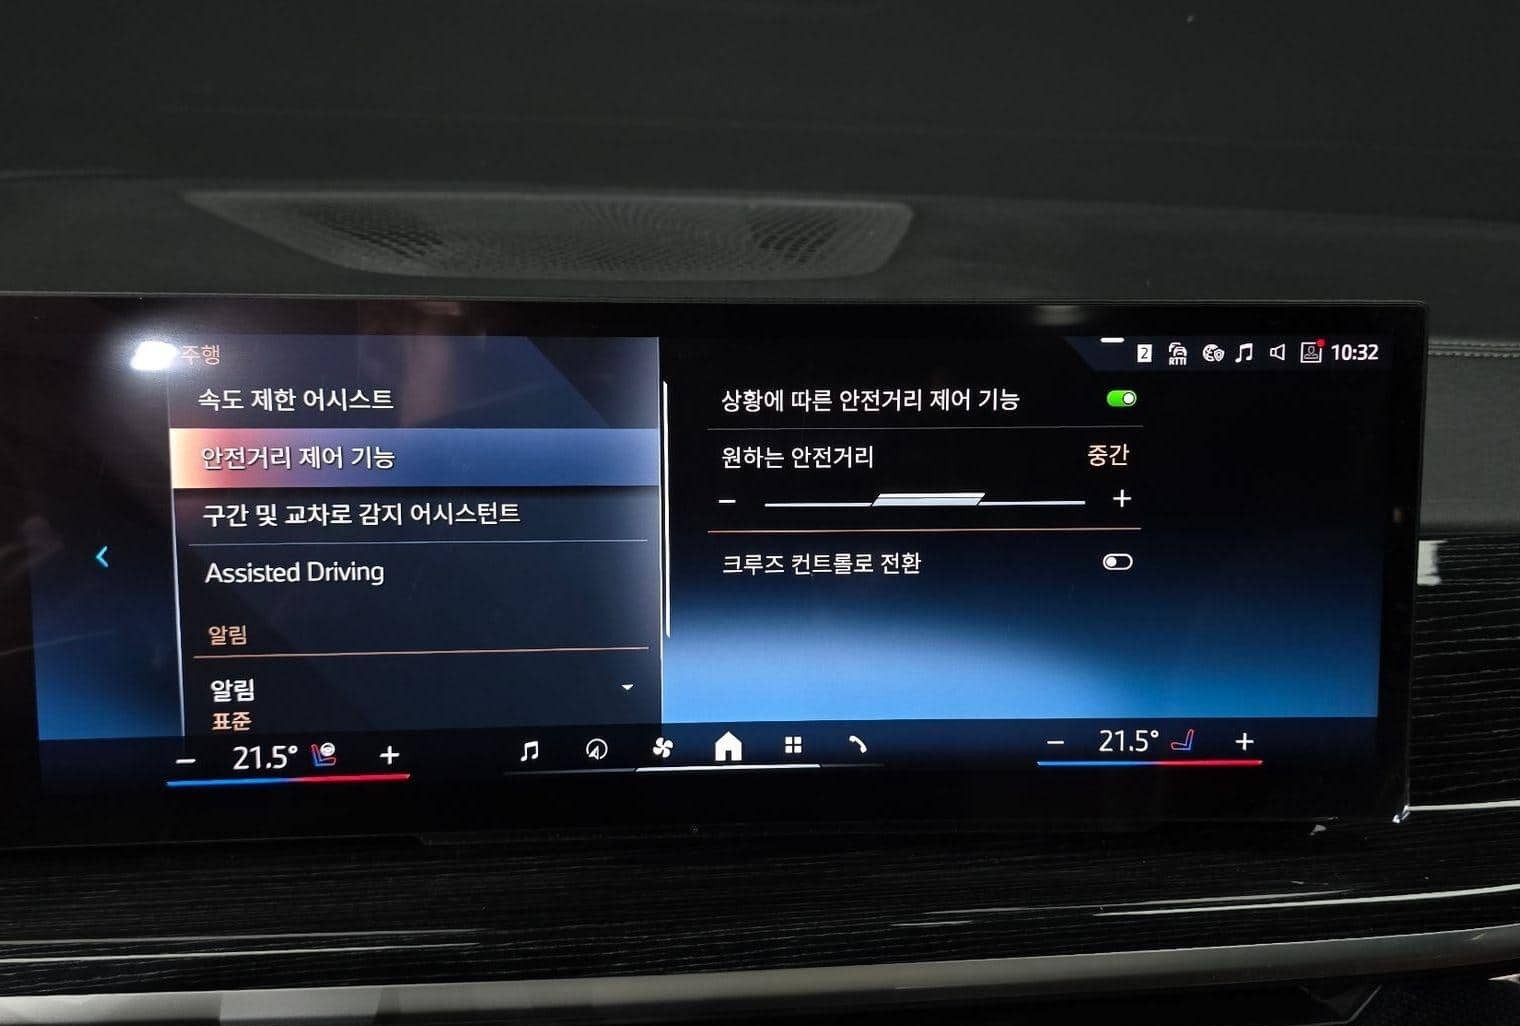 주행
속도 제한 어시스트
안전거리 제어 기능
구간 및 교차로 감지 어시스턴트
Assisted Driving
알림
알림
표준
2 RTTI 10:32
상황에 따른 안전거리 제어 기능
원하는 안전거리 중간
− +
크루즈 컨트롤로 전환
− 21.5° +
− 21.5° +